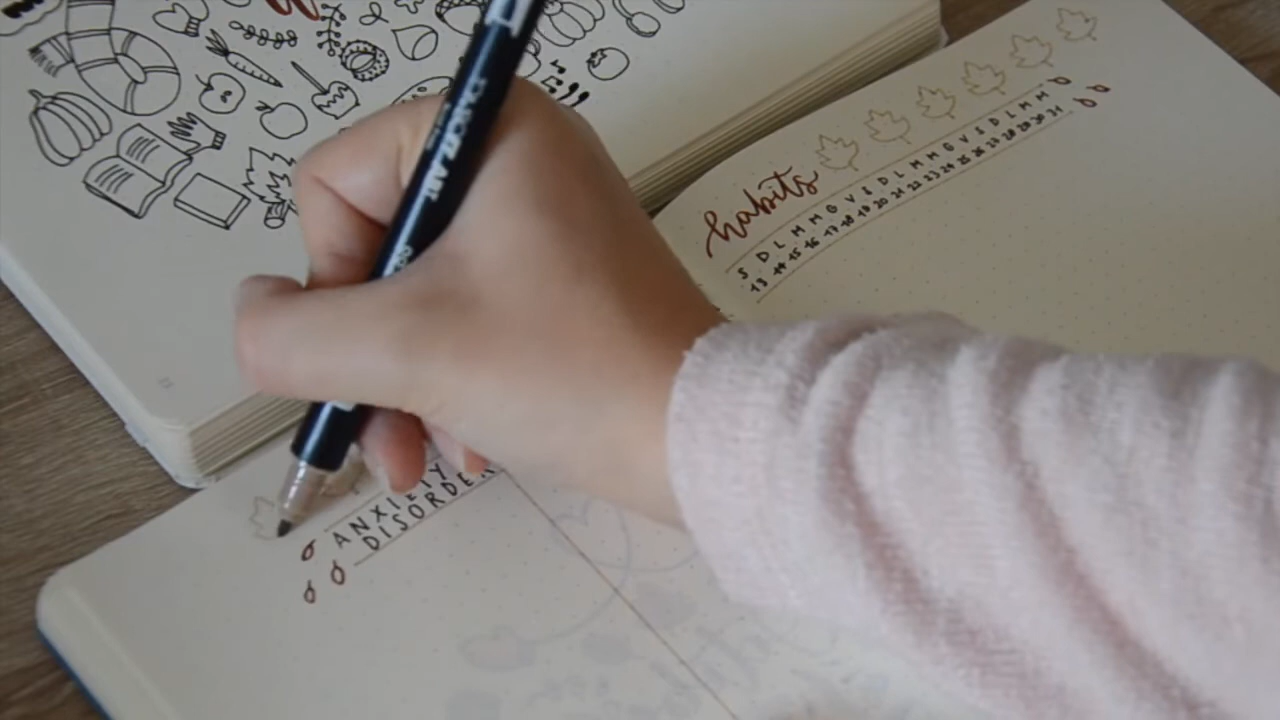 habits
S D L M M G V S D L M M G V S D L M M
13 14 15 16 17 18 19 20 21 22 23 24 25 26 27 28 29 30 31
ANXIETY
DISORDER